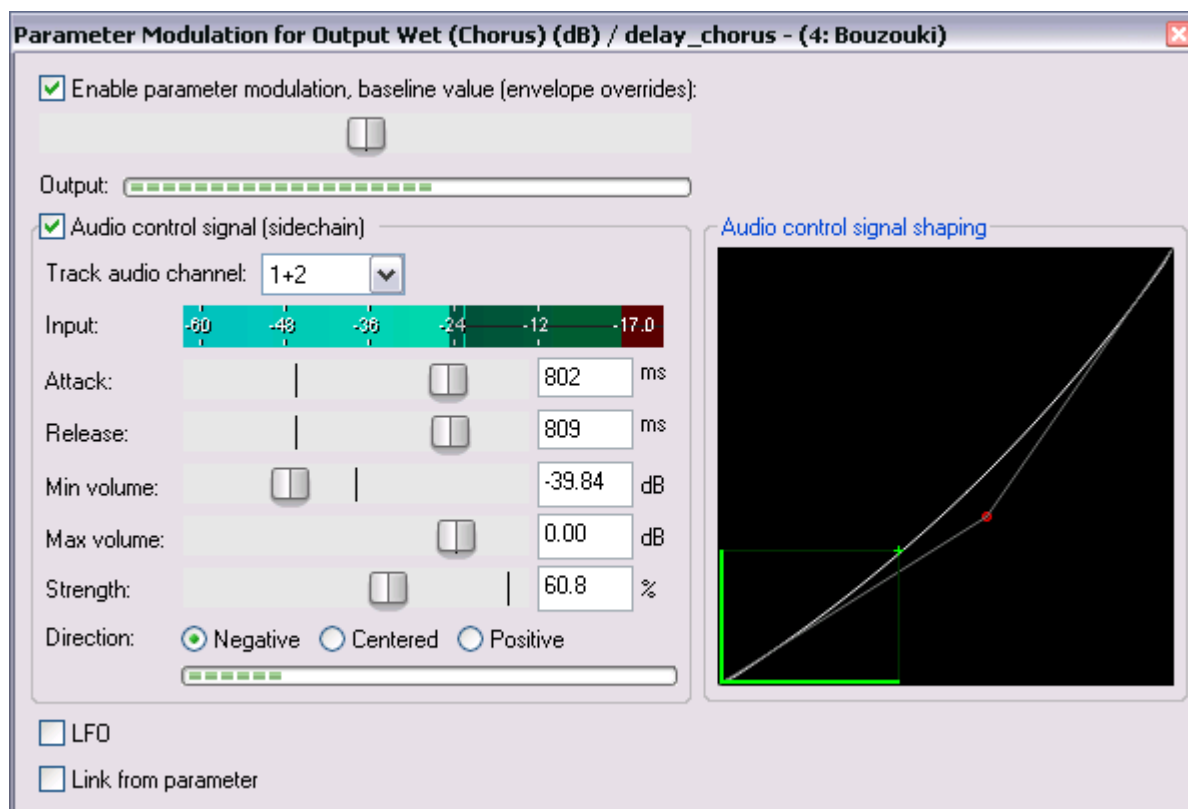 Parameter Modulation for Output Wet (Chorus) (dB) / delay_chorus - (4: Bouzouki)
Enable parameter modulation, baseline value (envelope overrides):
Output:
Audio control signal (sidechain)
Audio control signal shaping
Track audio channel: 1+2
Input: -60 -48 -36 -24 -12 -17.0
Attack: 802 ms
Release: 809 ms
Min volume: -39.84 dB
Max volume: 0.00 dB
Strength: 60.8 %
Direction: Negative Centered Positive
LFO
Link from parameter